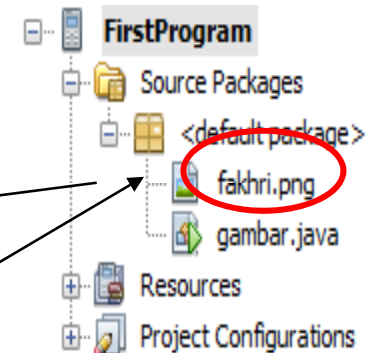 FirstProgram
Source Packages
<default package>
fakhri.png
gambar.java
Resources
Project Configurations